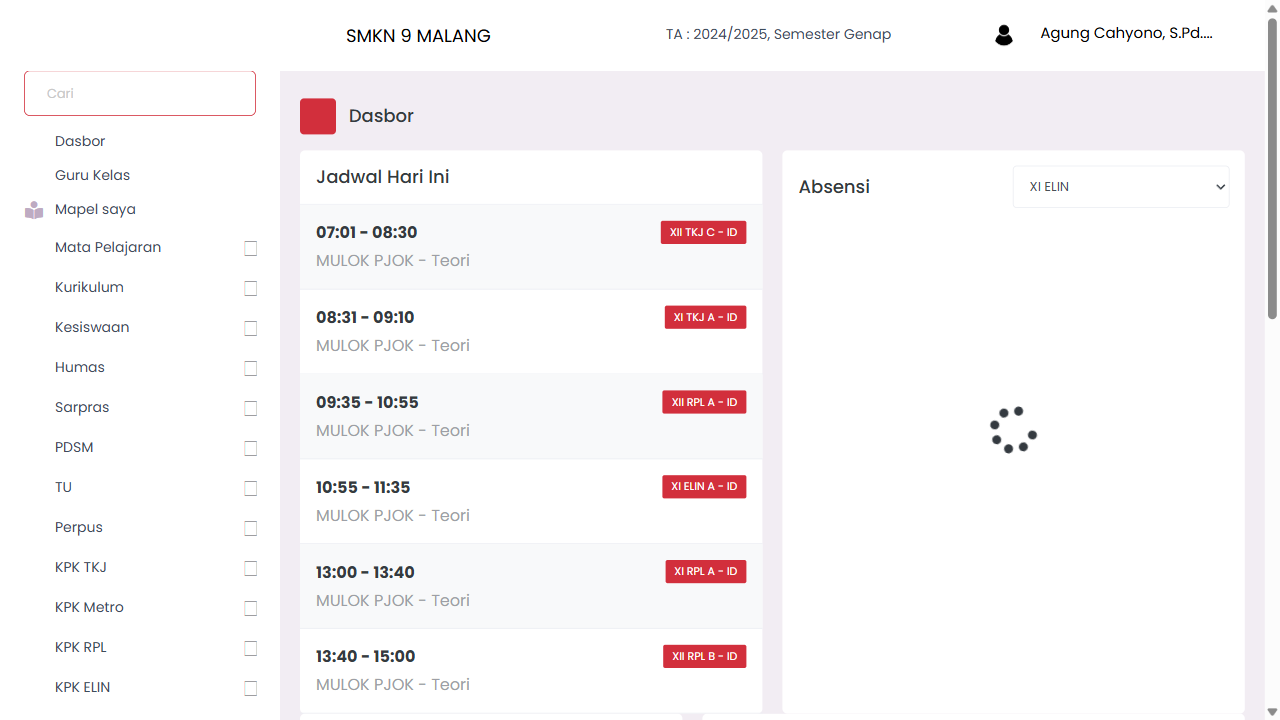 SMKN 9 MALANG
TA : 2024/2025, Semester Genap
Agung Cahyono, S.Pd....
Cari
Dasbor
Guru Kelas
Mapel saya
Mata Pelajaran
Kurikulum
Kesiswaan
Humas
Sarpras
PDSM
TU
Perpus
KPK TKJ
KPK Metro
KPK RPL
KPK ELIN
Dasbor
Jadwal Hari Ini
07:01 - 08:30
XII TKJ C - ID
MULOK PJOK - Teori
08:31 - 09:10
XI TKJ A - ID
MULOK PJOK - Teori
09:35 - 10:55
XII RPL A - ID
MULOK PJOK - Teori
10:55 - 11:35
XI ELIN A - ID
MULOK PJOK - Teori
13:00 - 13:40
XI RPL A - ID
MULOK PJOK - Teori
13:40 - 15:00
XII RPL B - ID
MULOK PJOK - Teori
Absensi
XI ELIN